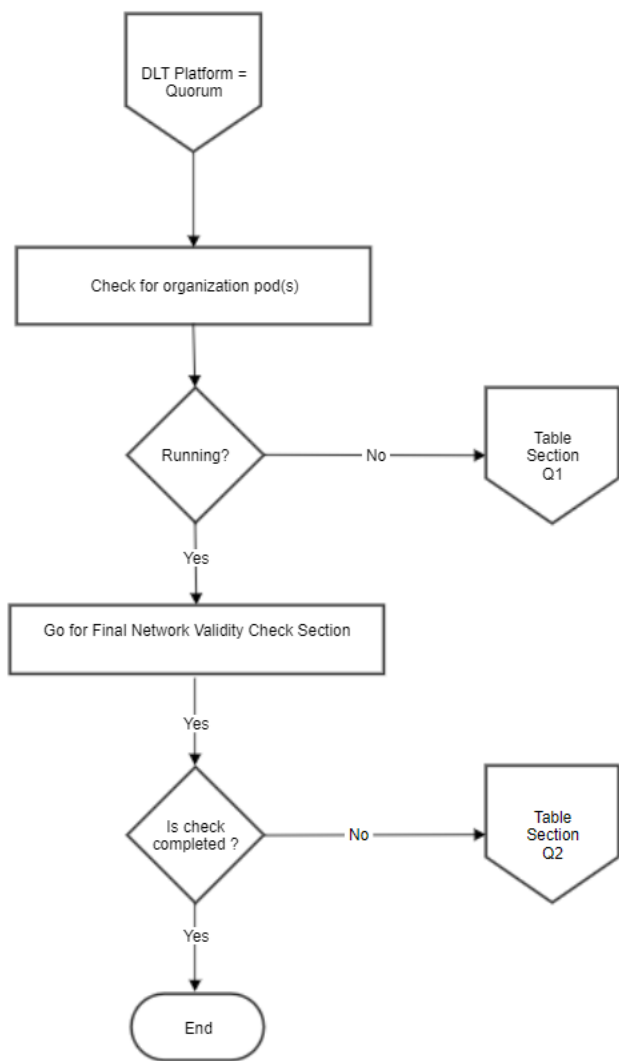 DLT Platform =
Quorum
Check for organization pod(s)
Running?
No
Table
Section
Q1
Yes
Go for Final Network Validity Check Section
Yes
Is check
completed ?
No
Table
Section
Q2
Yes
End